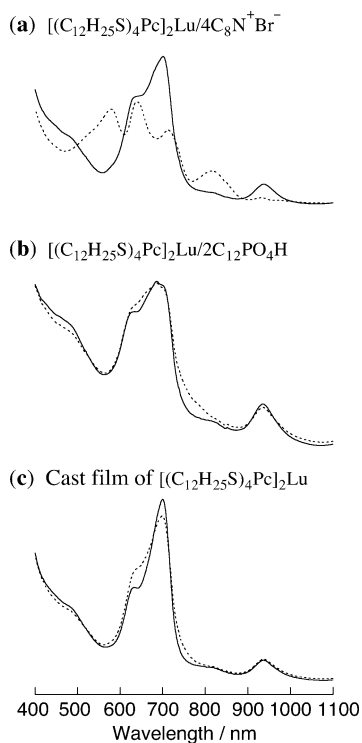 (a) [(C₁₂H₂₅S)₄Pc]₂Lu/4C₈N⁺Br⁻
(b) [(C₁₂H₂₅S)₄Pc]₂Lu/2C₁₂PO₄H
(c) Cast film of [(C₁₂H₂₅S)₄Pc]₂Lu
400 500 600 700 800 900 1000 1100
Wavelength / nm